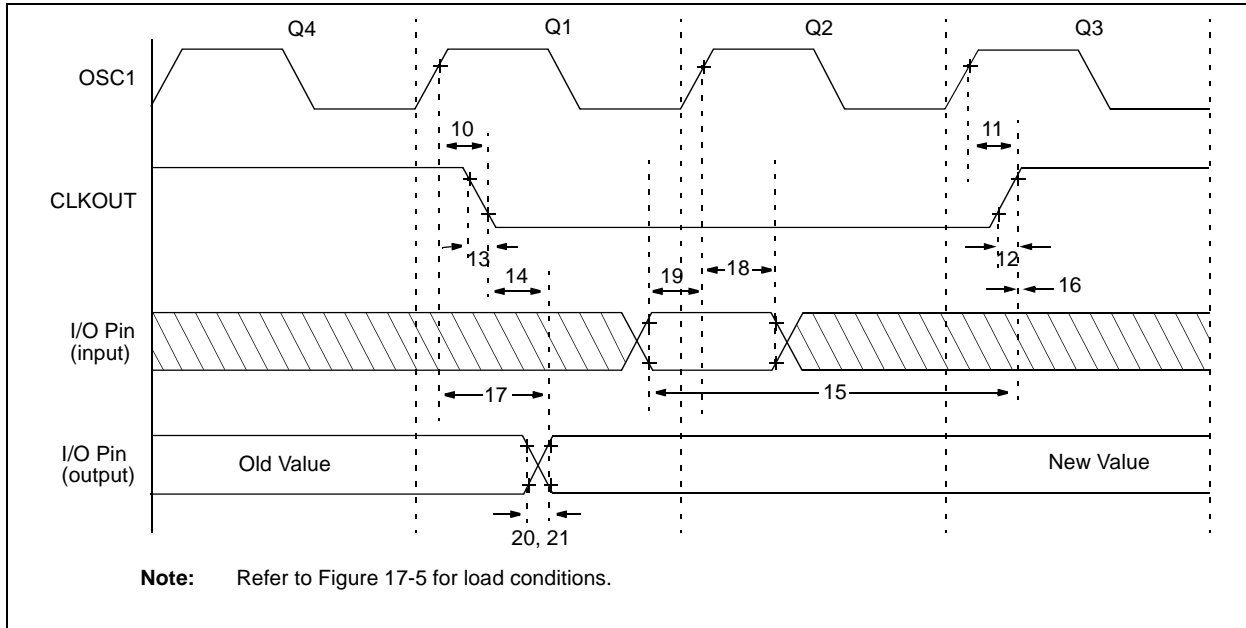 Q4 Q1 Q2 Q3
OSC1
10 11
CLKOUT
13 12
14 19 18 16
I/O Pin
(input)
17 15
I/O Pin
(output)
Old Value New Value
20, 21
Note: Refer to Figure 17-5 for load conditions.